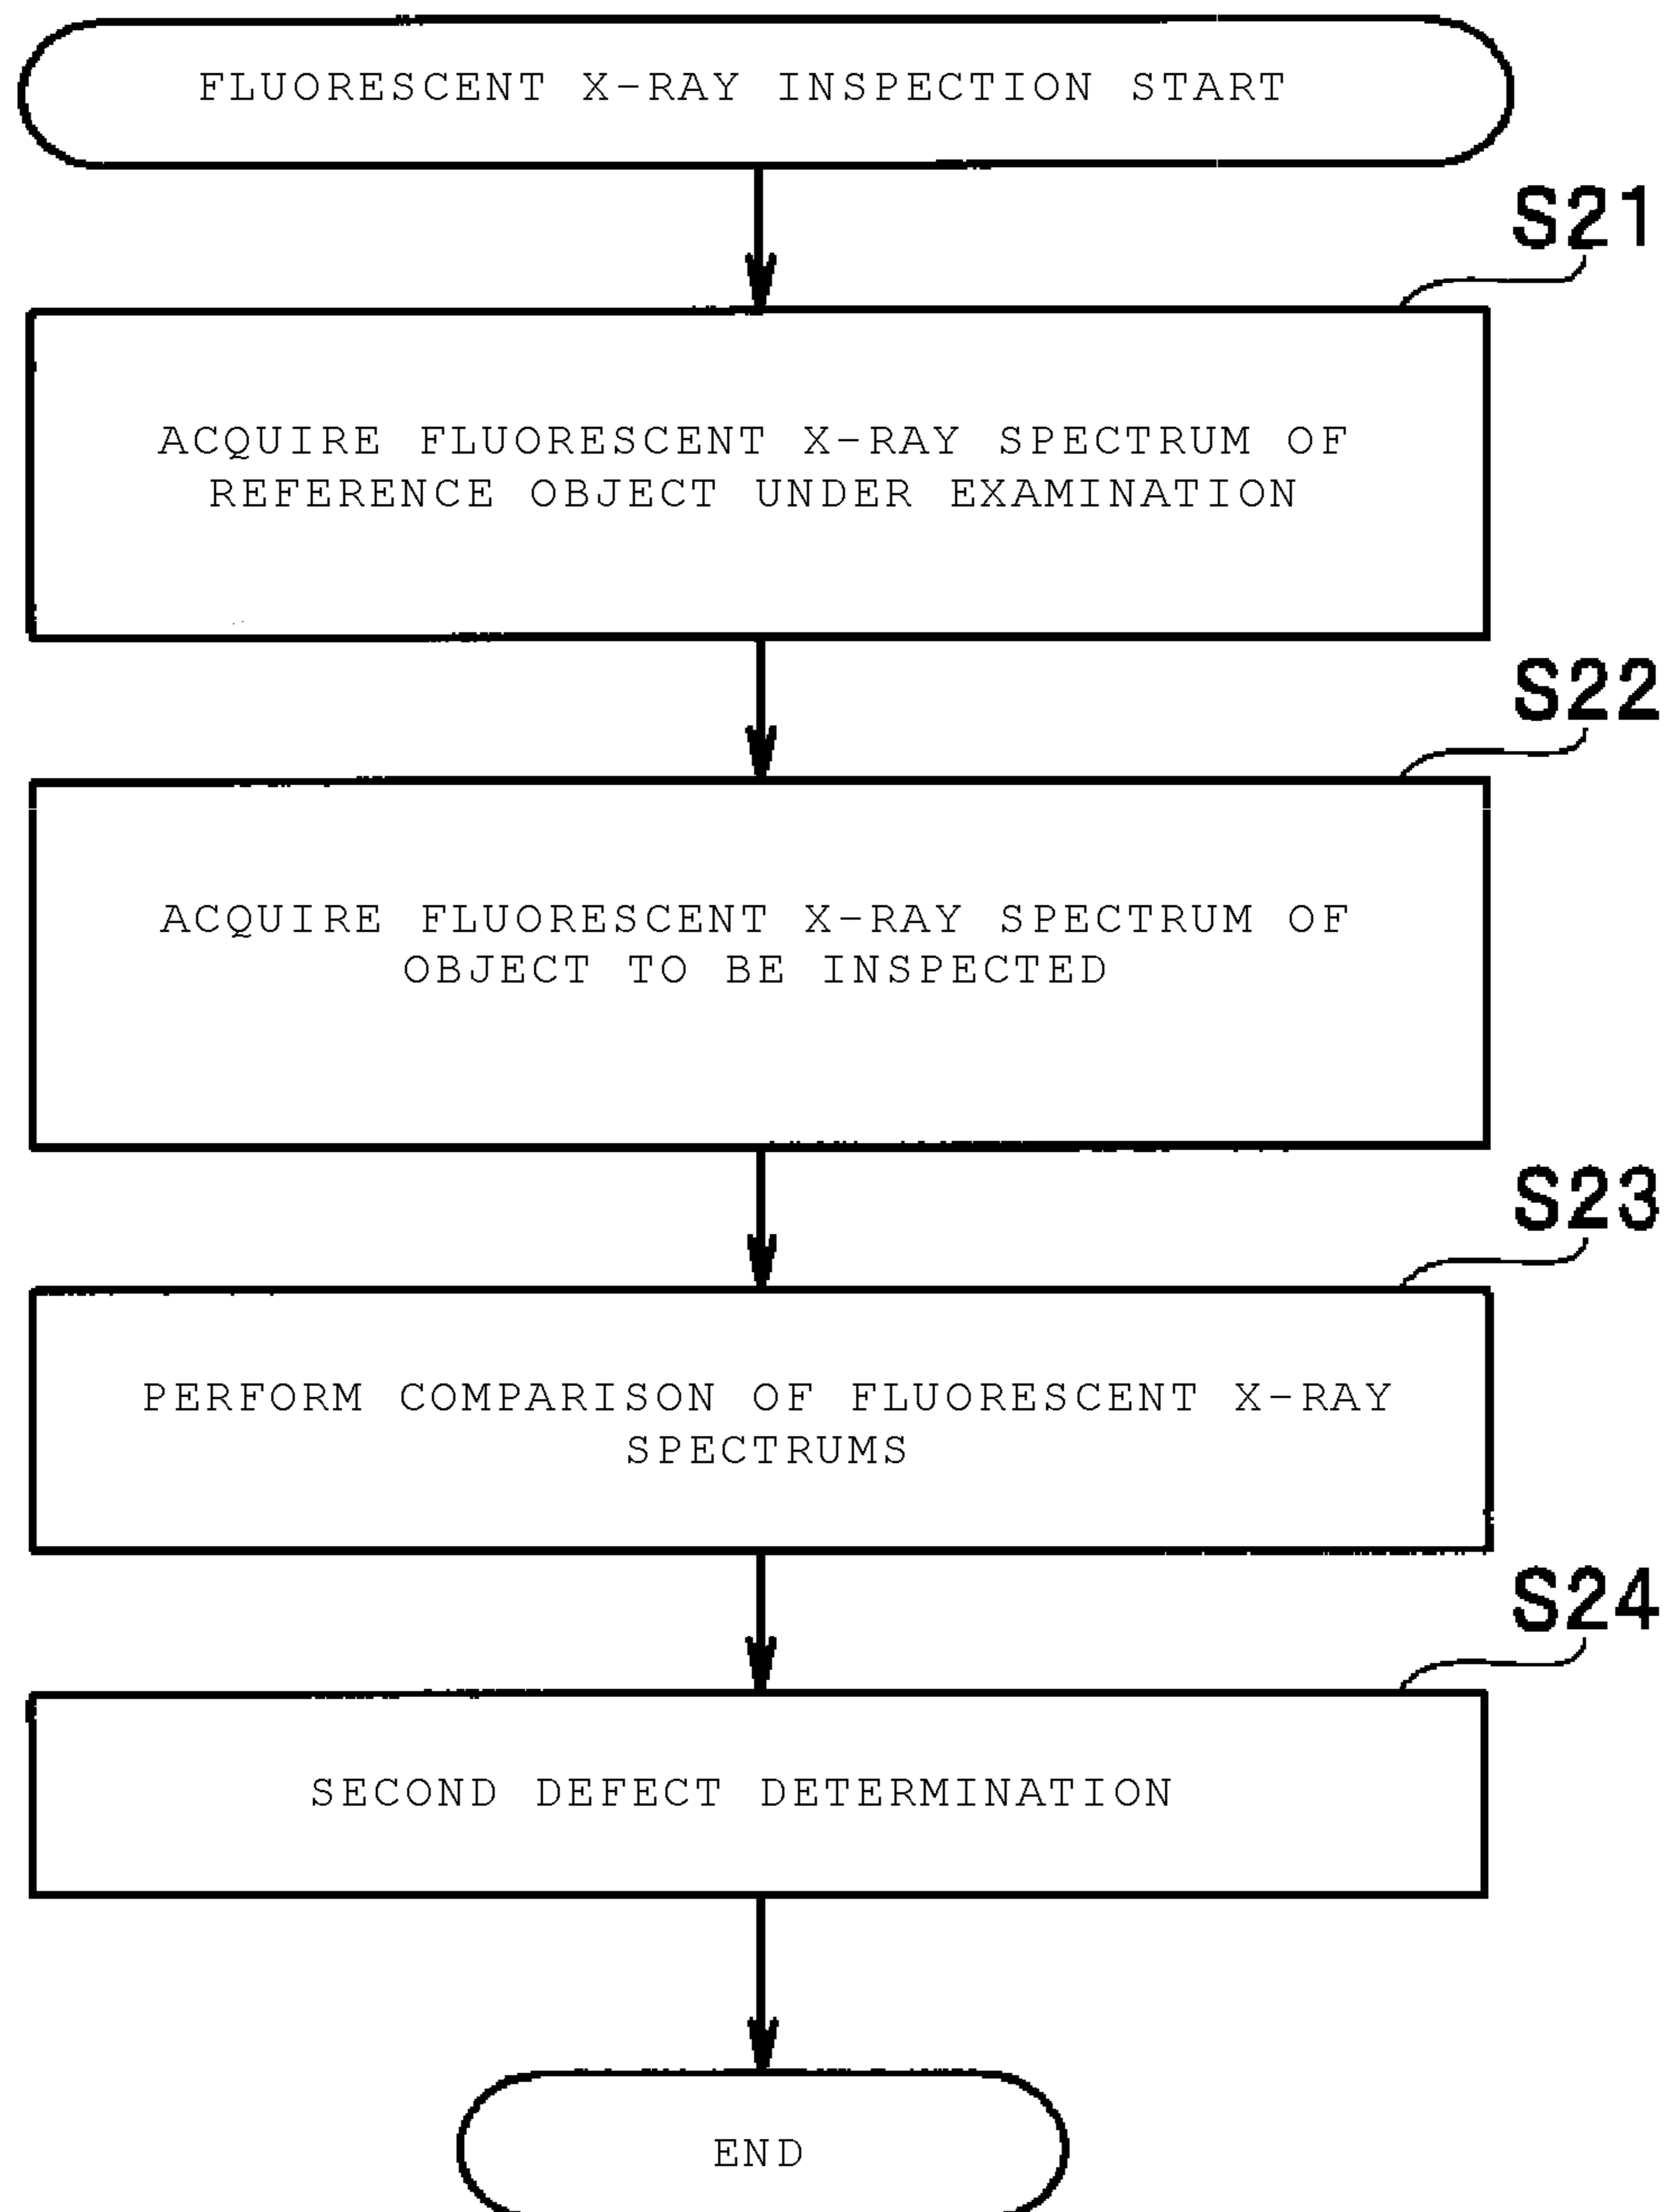 FLUORESCENT X-RAY INSPECTION START
S21
ACQUIRE FLUORESCENT X-RAY SPECTRUM OF
REFERENCE OBJECT UNDER EXAMINATION
S22
ACQUIRE FLUORESCENT X-RAY SPECTRUM OF
OBJECT TO BE INSPECTED
S23
PERFORM COMPARISON OF FLUORESCENT X-RAY
SPECTRUMS
S24
SECOND DEFECT DETERMINATION
END